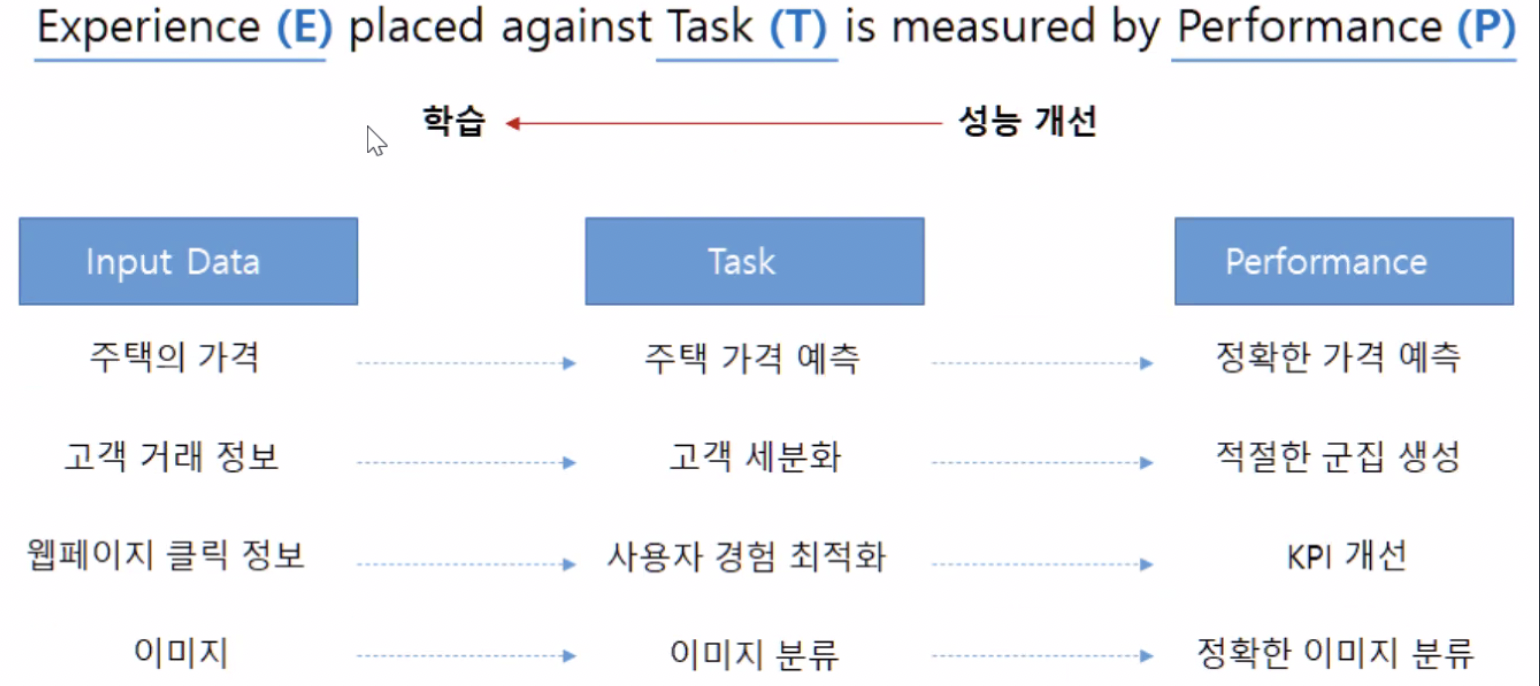 Experience (E) placed against Task (T) is measured by Performance (P)
학습 성능 개선
Input Data Task Performance
주택의 가격 주택 가격 예측 정확한 가격 예측
고객 거래 정보 고객 세분화 적절한 군집 생성
웹페이지 클릭 정보 사용자 경험 최적화 KPI 개선
이미지 이미지 분류 정확한 이미지 분류